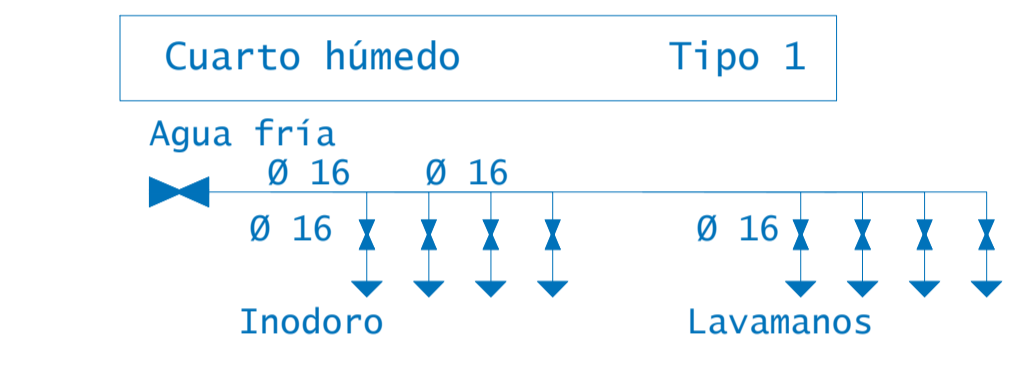 Cuarto húmedo Tipo 1
Agua fría
Ø 16 Ø 16
Ø 16 Ø 16
Inodoro Lavamanos